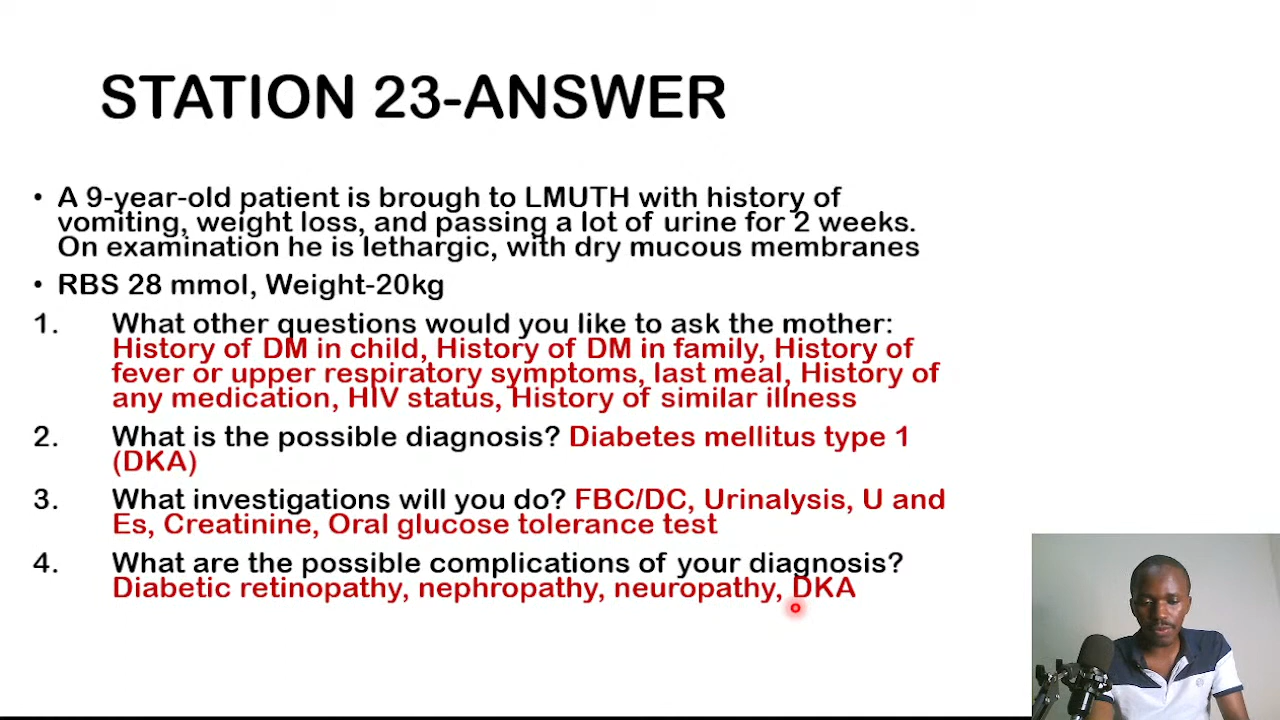 STATION 23-ANSWER
• A 9-year-old patient is brough to LMUTH with history of
vomiting, weight loss, and passing a lot of urine for 2 weeks.
On examination he is lethargic, with dry mucous membranes
• RBS 28 mmol, Weight-20kg
1. What other questions would you like to ask the mother:
History of DM in child, History of DM in family, History of
fever or upper respiratory symptoms, last meal, History of
any medication, HIV status, History of similar illness
2. What is the possible diagnosis? Diabetes mellitus type 1
(DKA)
3. What investigations will you do? FBC/DC, Urinalysis, U and
Es, Creatinine, Oral glucose tolerance test
4. What are the possible complications of your diagnosis?
Diabetic retinopathy, nephropathy, neuropathy, DKA